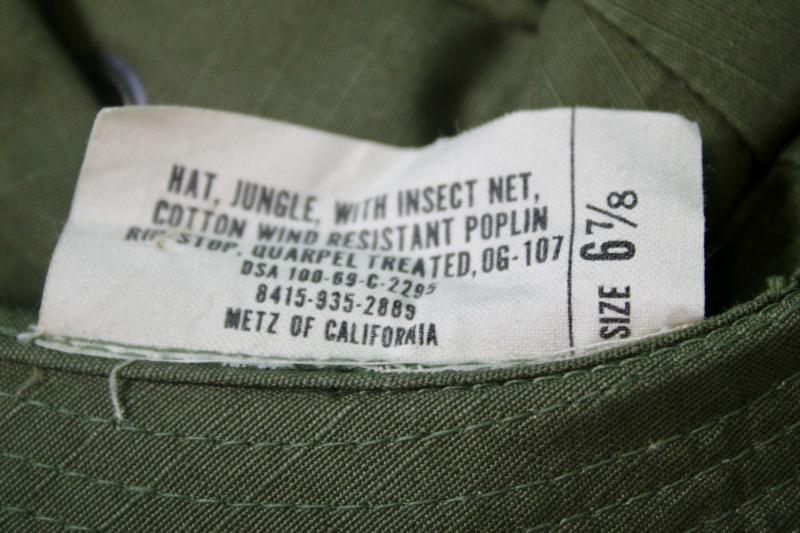 HAT, JUNGLE, WITH INSECT NET,
COTTON WIND RESISTANT POPLIN
RIP STOP, QUARPEL TREATED, OG-107
DSA 100-69-C-2295
8415-935-2889
METZ OF CALIFORNIA
SIZE 6⅞